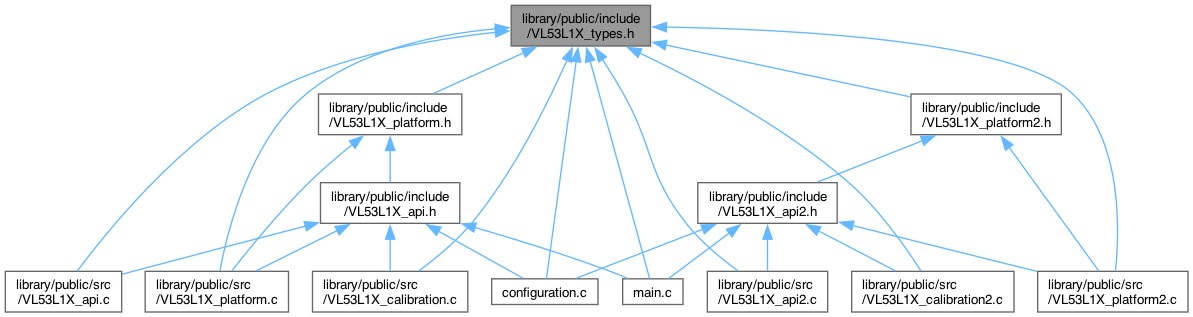 library/public/include
/VL53L1X_types.h
library/public/include
/VL53L1X_platform.h
library/public/include
/VL53L1X_platform2.h
library/public/include
/VL53L1X_api.h
library/public/include
/VL53L1X_api2.h
library/public/src
/VL53L1X_api.c
library/public/src
/VL53L1X_platform.c
library/public/src
/VL53L1X_calibration.c
configuration.c
main.c
library/public/src
/VL53L1X_api2.c
library/public/src
/VL53L1X_calibration2.c
library/public/src
/VL53L1X_platform2.c